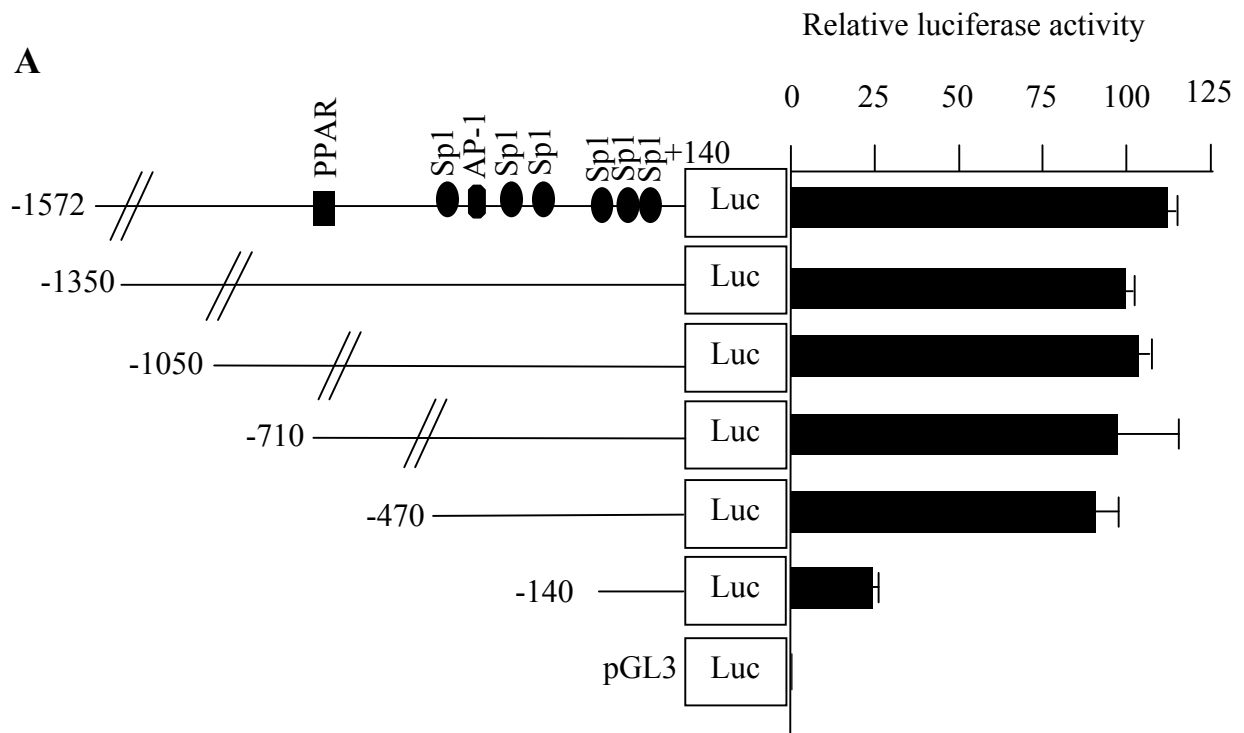 Relative luciferase activity
A
0 25 50 75 100 125
PPAR
Sp1
AP-1
Sp1
Sp1
Sp1
Sp1
Sp1
+140
-1572
Luc
-1350
Luc
-1050
Luc
-710
Luc
-470
Luc
-140
Luc
pGL3
Luc